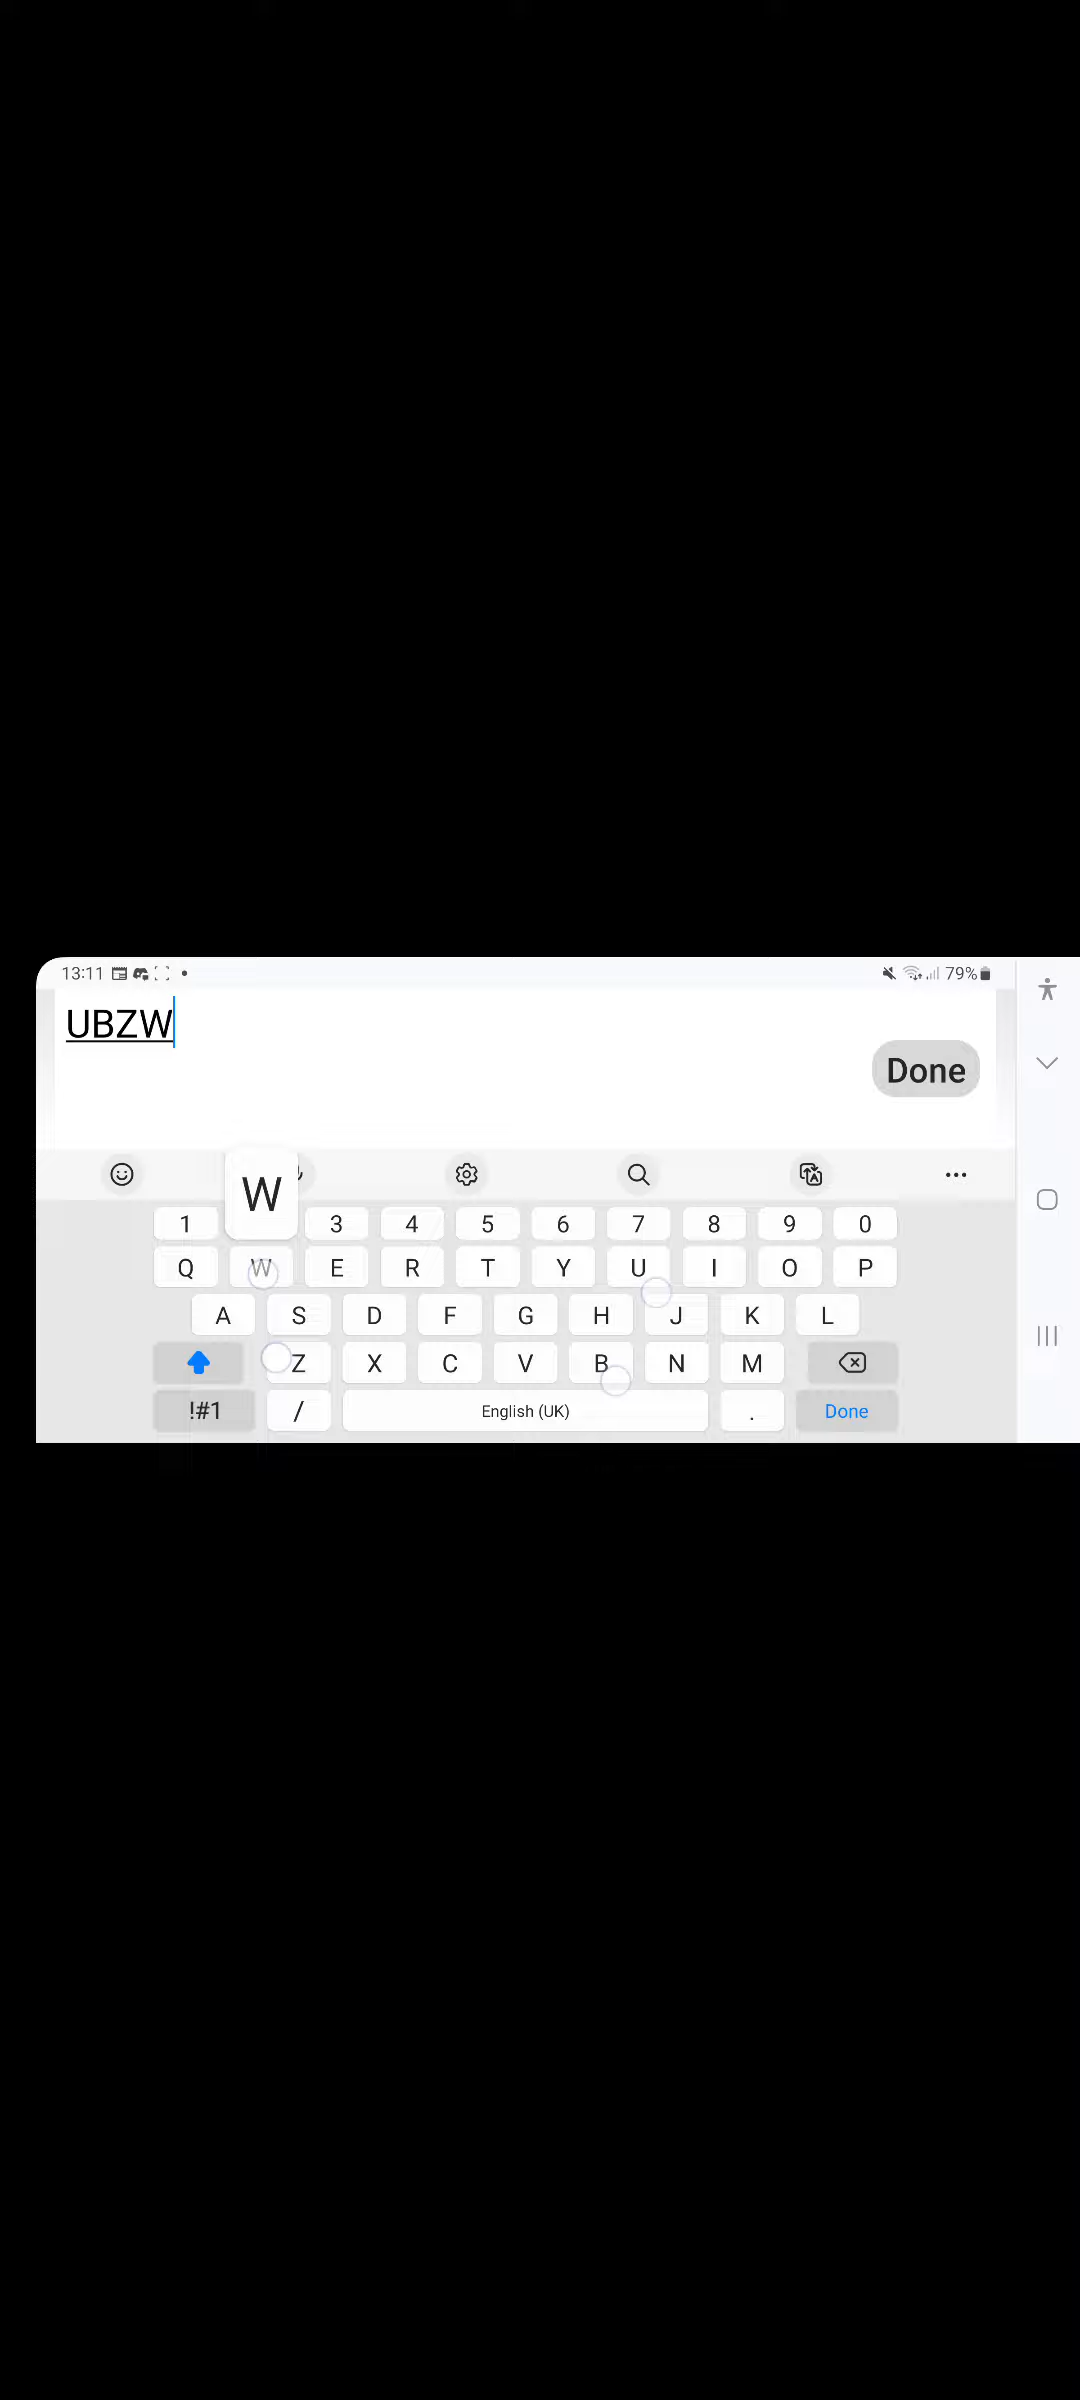 13:11 79%
UBZW
Done
W
1 3 4 5 6 7 8 9 0
Q W E R T Y U I O P
A S D F G H J K L
Z X C V B N M
!#1 / English (UK) . Done